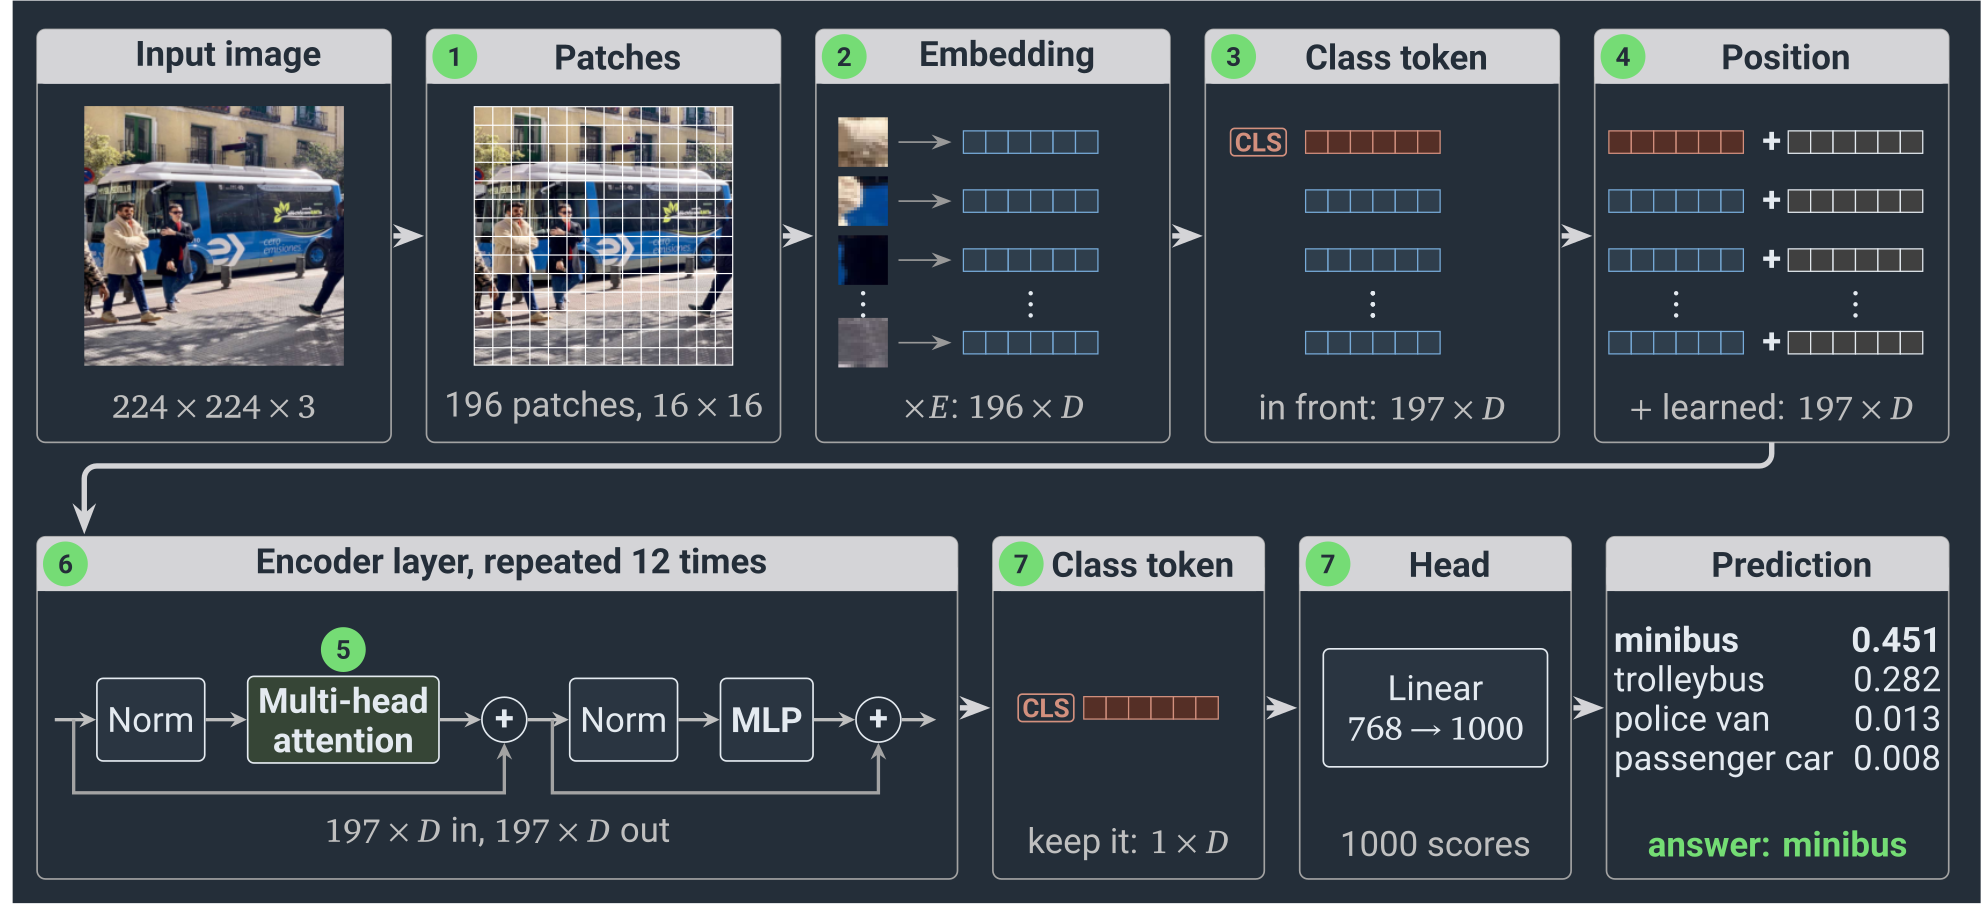 Input image
224 × 224 × 3
1 Patches
196 patches, 16 × 16
2 Embedding
×E: 196 × D
3 Class token
CLS
in front: 197 × D
4 Position
+ + + +
+ learned: 197 × D
6 Encoder layer, repeated 12 times
5
Norm
Multi-head
attention
+
Norm
MLP
+
197 × D in, 197 × D out
7 Class token
CLS
keep it: 1 × D
7 Head
Linear
768 → 1000
1000 scores
Prediction
minibus 0.451
trolleybus 0.282
police van 0.013
passenger car 0.008
answer: minibus